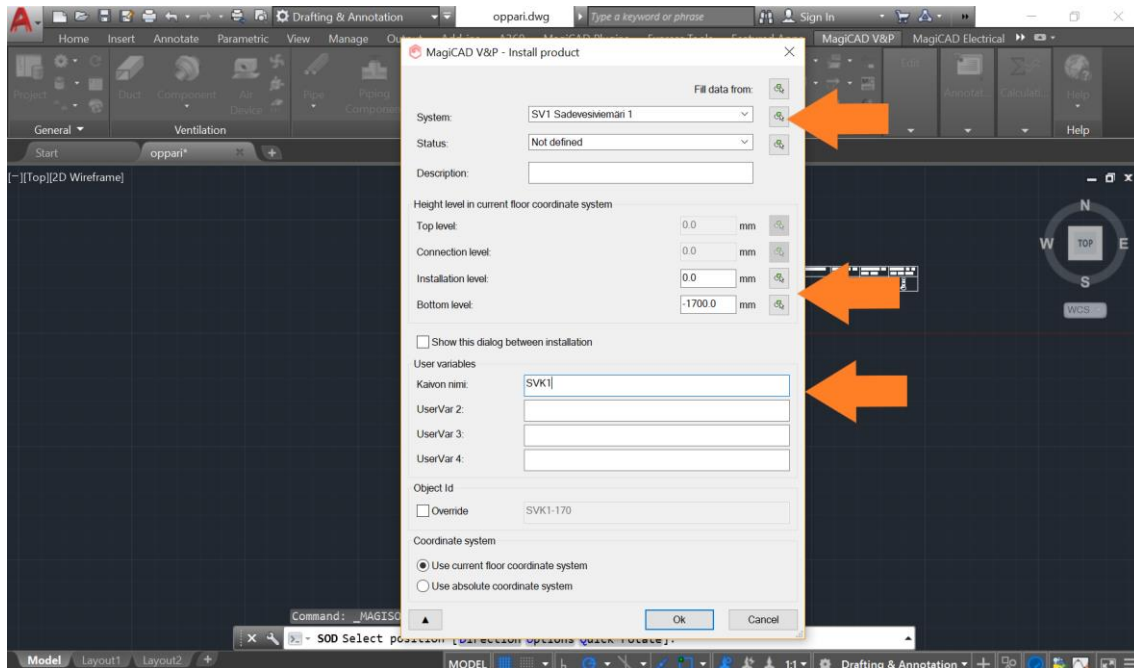 Drafting & Annotation
oppari.dwg
Type a keyword or phrase
Sign In
Home Insert Annotate Parametric View Manage
MagiCAD V&P MagiCAD Electrical
MagiCAD V&P - Install product
Project
Duct
Component
Air
Device
Pipe
Piping
Component
Help
General
Ventilation
Help
Start
oppari*
[−][Top][2D Wireframe]
Fill data from:
System: SV1 Sadevesiviemäri 1
Status: Not defined
Description:
Height level in current floor coordinate system
Top level: 0.0 mm
Connection level: 0.0 mm
Installation level: 0.0 mm
Bottom level: -1700.0 mm
Show this dialog between installation
User variables
Kaivon nimi: SVK1
UserVar 2:
UserVar 3:
UserVar 4:
Object Id
Override SVK1-170
Coordinate system
Use current floor coordinate system
Use absolute coordinate system
Ok Cancel
N
W TOP E
S
WCS
Command: _MAGISO
SOD Select position [Direction Options Quick rotate]:
Model Layout1 Layout2 +
MODEL 1:1 Drafting & Annotation